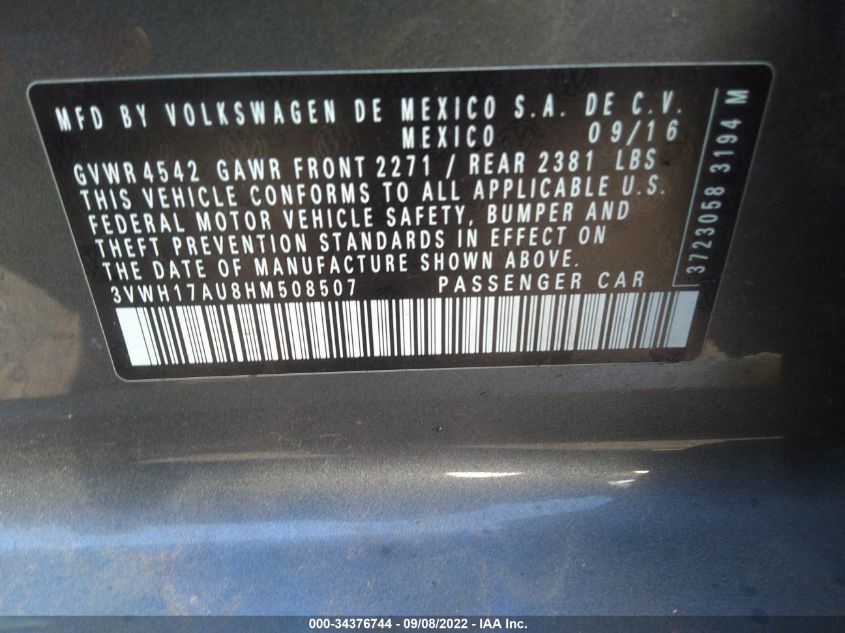 MFD BY VOLKSWAGEN DE MEXICO S.A. DE C.V.
MEXICO 09/16
GVWR 4542 GAWR FRONT 2271 / REAR 2381 LBS
THIS VEHICLE CONFORMS TO ALL APPLICABLE U.S.
FEDERAL MOTOR VEHICLE SAFETY, BUMPER AND
THEFT PREVENTION STANDARDS IN EFFECT ON
THE DATE OF MANUFACTURE SHOWN ABOVE.
3VWH17AU8HM508507 PASSENGER CAR
3723058 3194 M
000-34376744 - 09/08/2022 - IAA Inc.